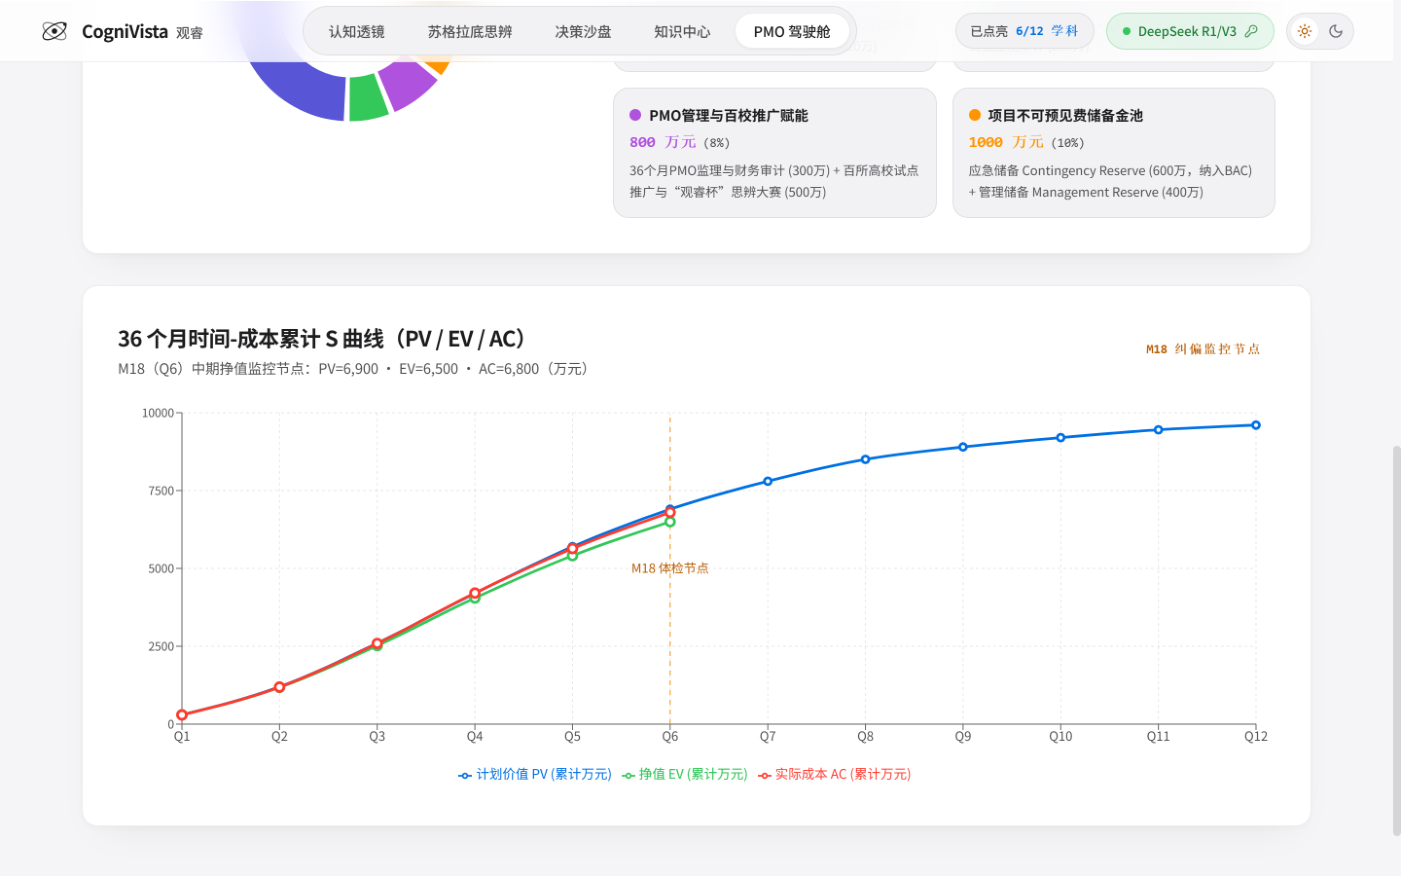 CogniVista 观睿
认知透镜
苏格拉底思辨
决策沙盘
知识中心
PMO 驾驶舱
已点亮 6/12 学科
DeepSeek R1/V3
PMO管理与百校推广赋能
800 万元 (8%)
36个月PMO监理与财务审计 (300万) + 百所高校试点
推广与“观睿杯”思辨大赛 (500万)
项目不可预见费储备金池
1000 万元 (10%)
应急储备 Contingency Reserve (600万，纳入BAC)
+ 管理储备 Management Reserve (400万)
36 个月时间-成本累计 S 曲线（PV / EV / AC）
M18（Q6）中期挣值监控节点：PV=6,900 · EV=6,500 · AC=6,800（万元）
M18 纠偏监控节点
10000
7500
5000
2500
0
M18 体检节点
Q1 Q2 Q3 Q4 Q5 Q6 Q7 Q8 Q9 Q10 Q11 Q12
计划价值 PV (累计万元) 挣值 EV (累计万元) 实际成本 AC (累计万元)